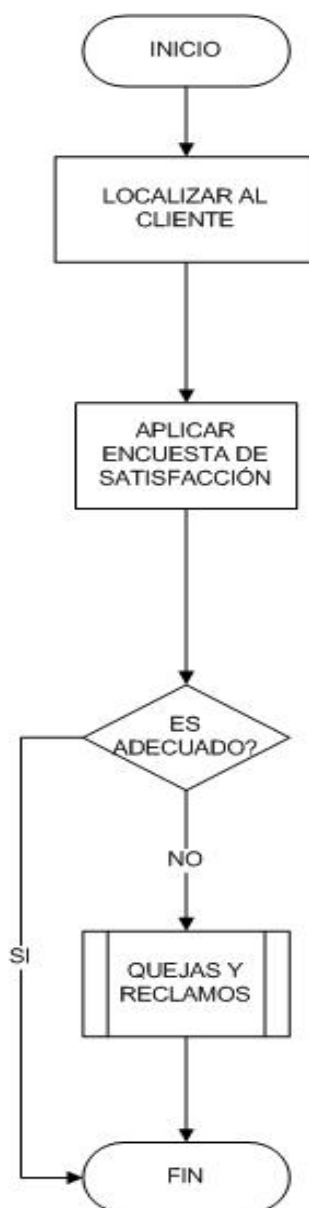 INICIO
LOCALIZAR AL
CLIENTE
APLICAR
ENCUESTA DE
SATISFACCIÓN
ES
ADECUADO?
NO
SI
QUEJAS Y
RECLAMOS
FIN